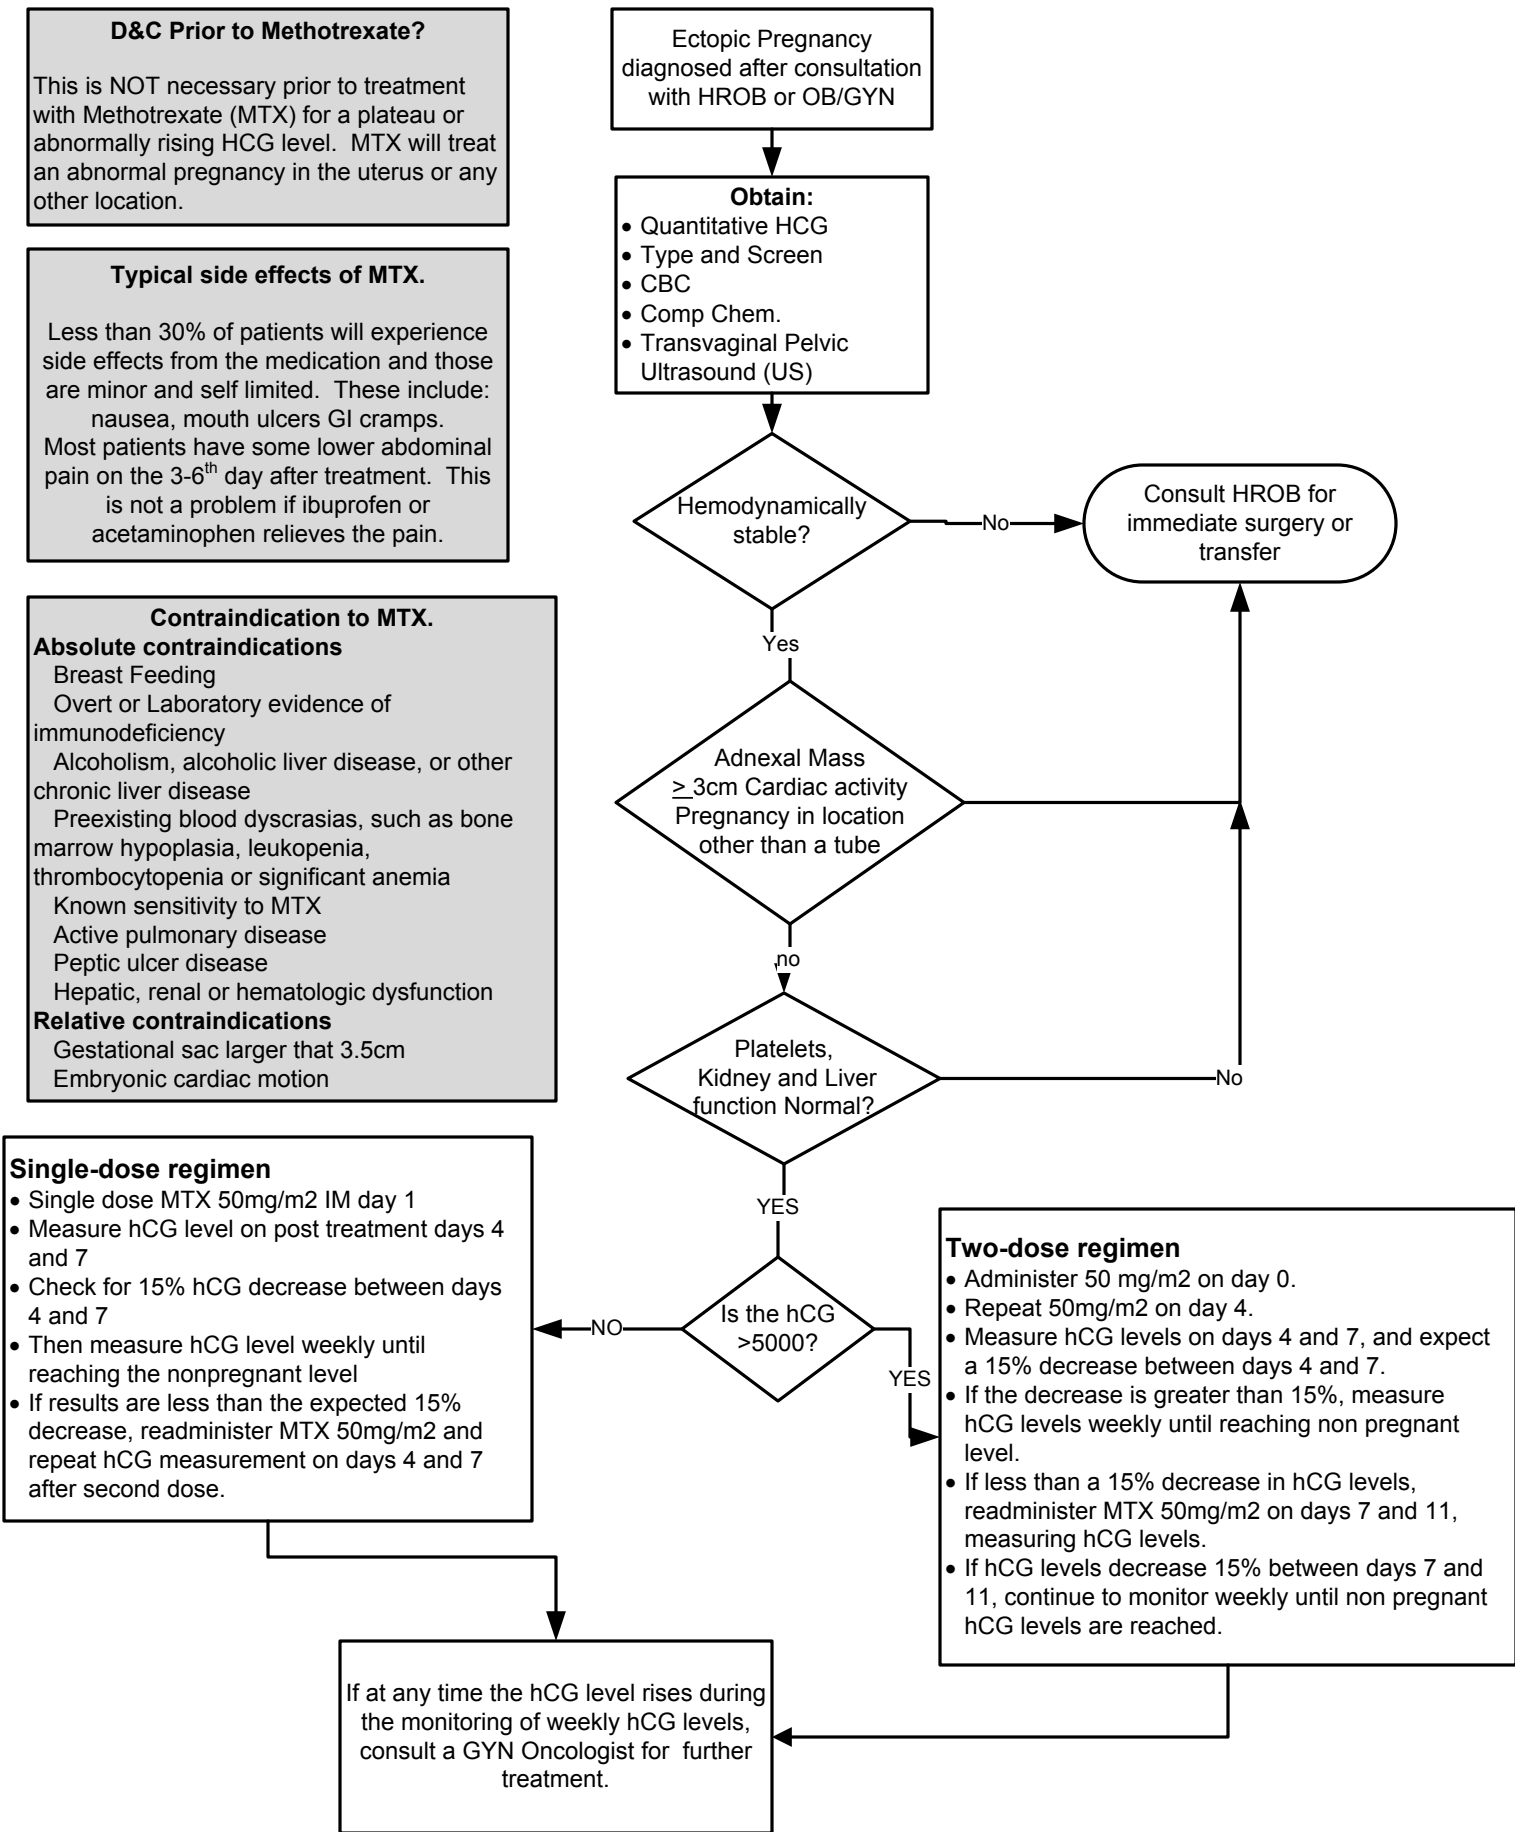 D&C Prior to Methotrexate?
This is NOT necessary prior to treatment
with Methotrexate (MTX) for a plateau or
abnormally rising HCG level.  MTX will treat
an abnormal pregnancy in the uterus or any
other location.
Typical side effects of MTX.
Less than 30% of patients will experience
side effects from the medication and those
are minor and self limited.  These include:
nausea, mouth ulcers GI cramps.
Most patients have some lower abdominal
pain on the 3-6th day after treatment.  This
is not a problem if ibuprofen or
acetaminophen relieves the pain.
Contraindication to MTX.
Absolute contraindications
Breast Feeding
Overt or Laboratory evidence of
immunodeficiency
Alcoholism, alcoholic liver disease, or other
chronic liver disease
Preexisting blood dyscrasias, such as bone
marrow hypoplasia, leukopenia,
thrombocytopenia or significant anemia
Known sensitivity to MTX
Active pulmonary disease
Peptic ulcer disease
Hepatic, renal or hematologic dysfunction
Relative contraindications
Gestational sac larger that 3.5cm
Embryonic cardiac motion
Ectopic Pregnancy
diagnosed after consultation
with HROB or OB/GYN
Obtain:
• Quantitative HCG
• Type and Screen
• CBC
• Comp Chem.
• Transvaginal Pelvic
Ultrasound (US)
Hemodynamically
stable?
No
Consult HROB for
immediate surgery or
transfer
Yes
Adnexal Mass
≥ 3cm Cardiac activity
Pregnancy in location
other than a tube
no
Platelets,
Kidney and Liver
function Normal?
No
YES
Is the hCG
>5000?
NO
YES
Single-dose regimen
• Single dose MTX 50mg/m2 IM day 1
• Measure hCG level on post treatment days 4
and 7
• Check for 15% hCG decrease between days
4 and 7
• Then measure hCG level weekly until
reaching the nonpregnant level
• If results are less than the expected 15%
decrease, readminister MTX 50mg/m2 and
repeat hCG measurement on days 4 and 7
after second dose.
Two-dose regimen
• Administer 50 mg/m2 on day 0.
• Repeat 50mg/m2 on day 4.
• Measure hCG levels on days 4 and 7, and expect
a 15% decrease between days 4 and 7.
• If the decrease is greater than 15%, measure
hCG levels weekly until reaching non pregnant
level.
• If less than a 15% decrease in hCG levels,
readminister MTX 50mg/m2 on days 7 and 11,
measuring hCG levels.
• If hCG levels decrease 15% between days 7 and
11, continue to monitor weekly until non pregnant
hCG levels are reached.
If at any time the hCG level rises during
the monitoring of weekly hCG levels,
consult a GYN Oncologist for  further
treatment.